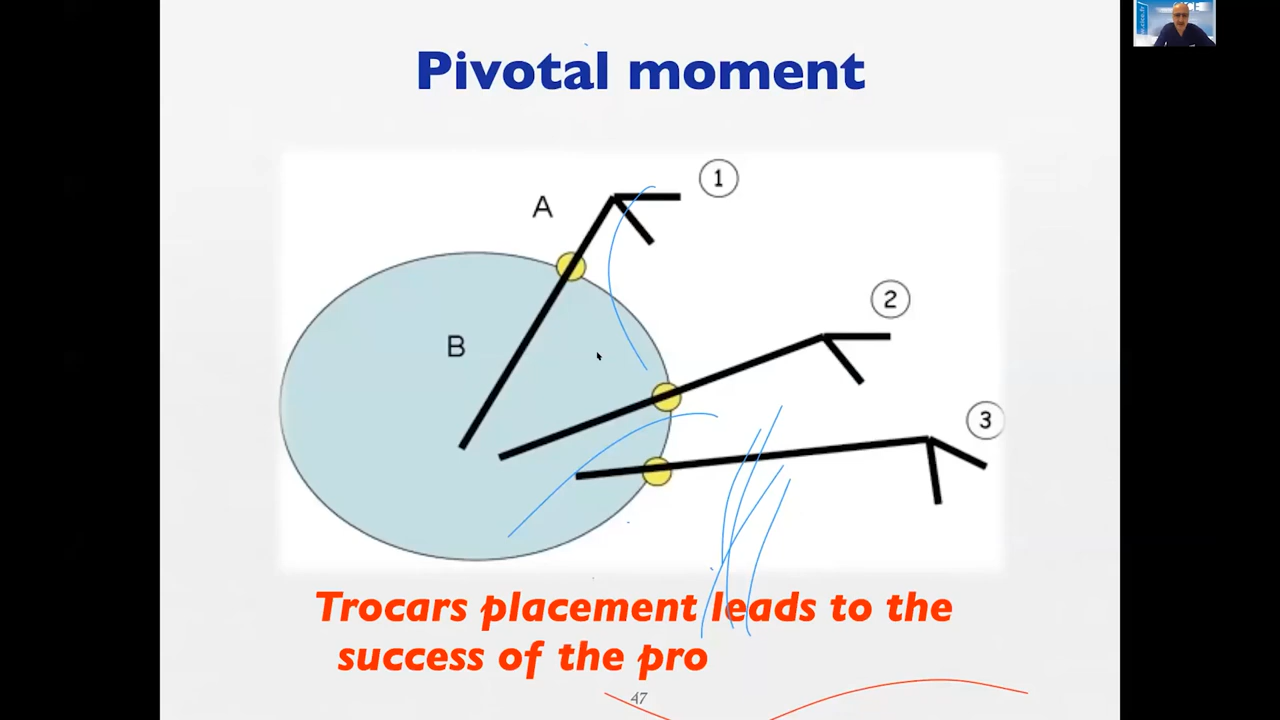 Pivotal moment
1
A
2
B
3
Trocars placement leads to the
success of the pro
47